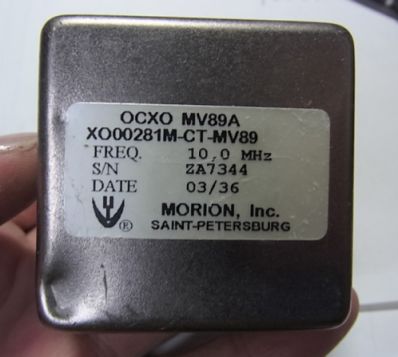 OCXO MV89A
XO00281M-CT-MV89
FREQ. 10,0 MHz
S/N ZA7344
DATE 03/36
® MORION, Inc.
SAINT-PETERSBURG